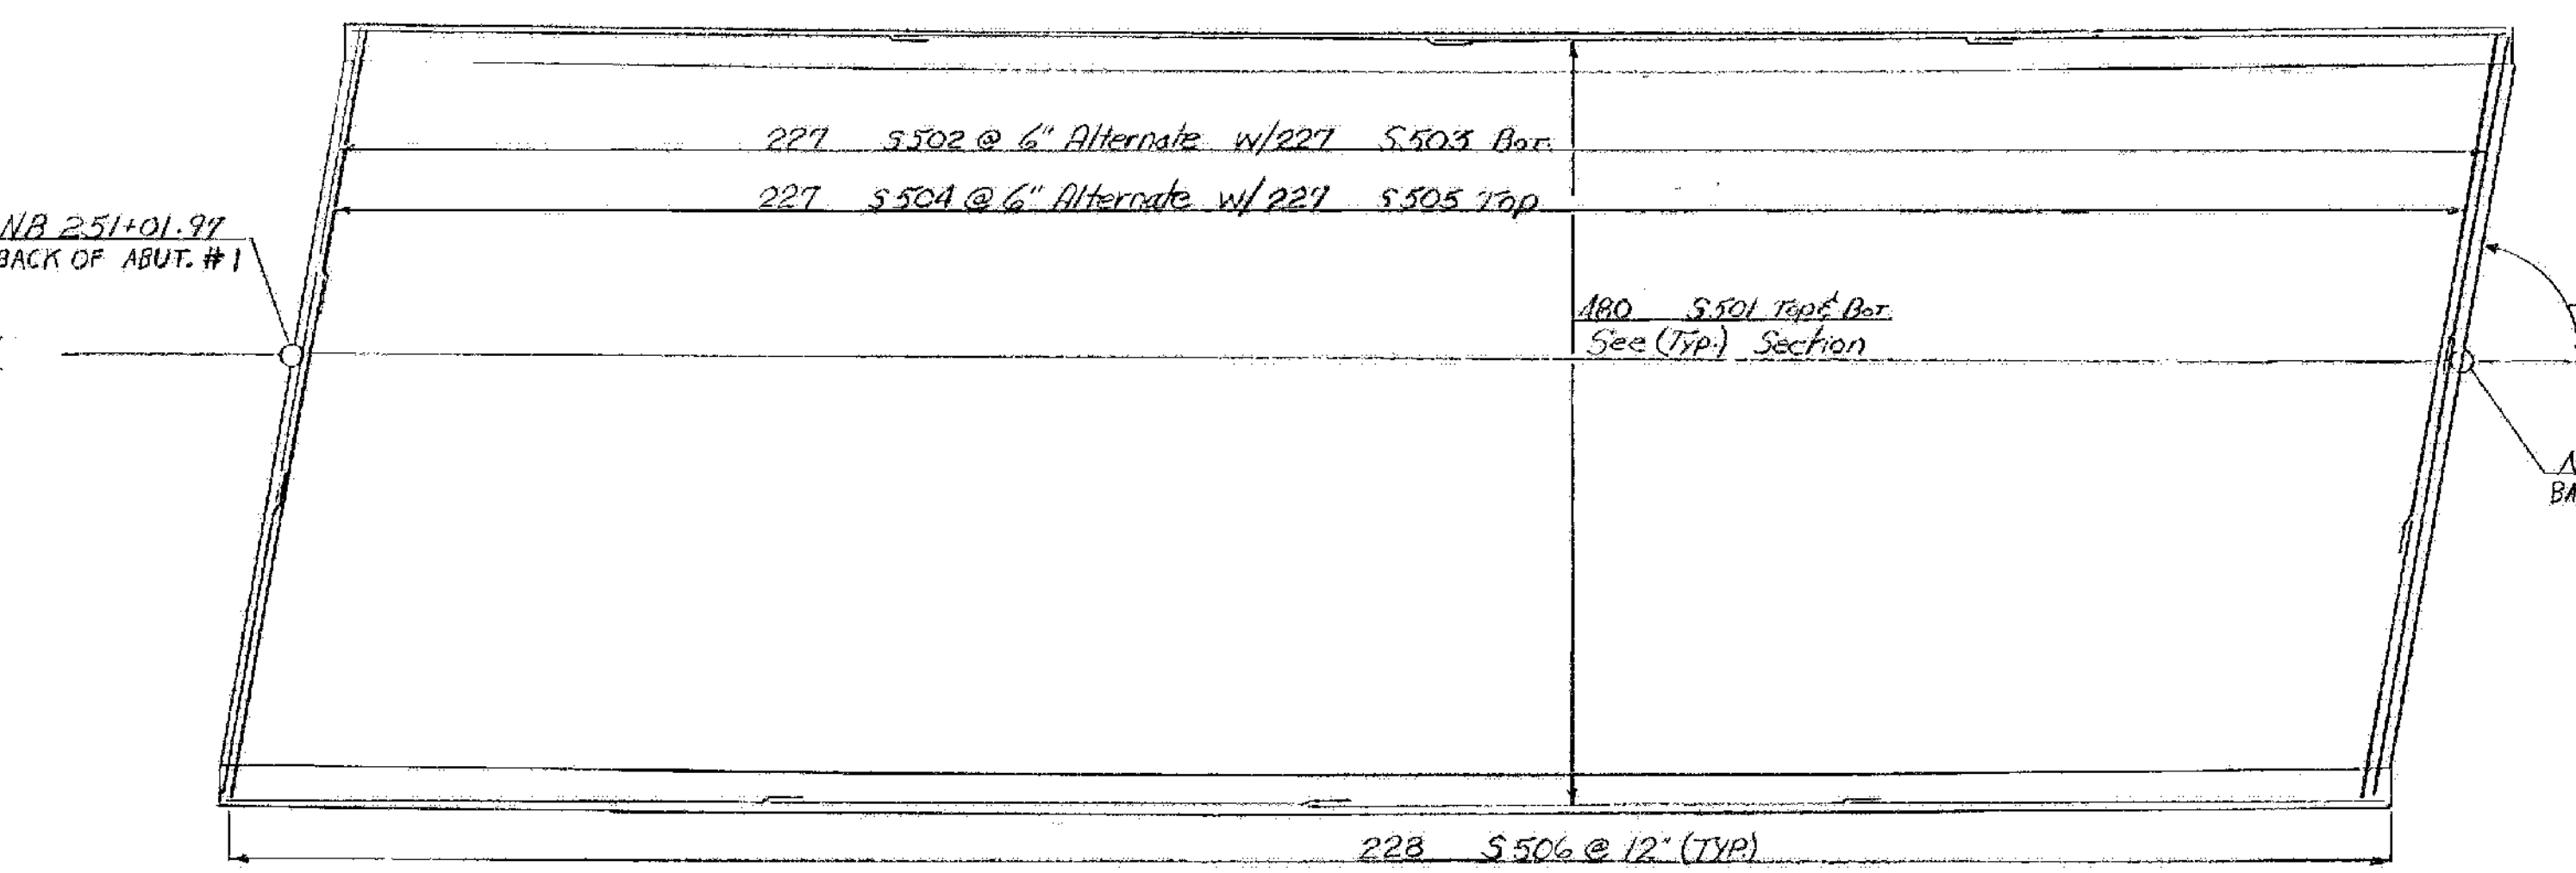 227 S502 @ 6" Alternate w/227 S503 Bot.
227 S504 @ 6" Alternate w/227 S505 Top
NB 251+01.97
BACK OF ABUT. #1
480 S501 Top & Bot.
See (Typ.) Section
228 S506 @ 12" (TYP.)